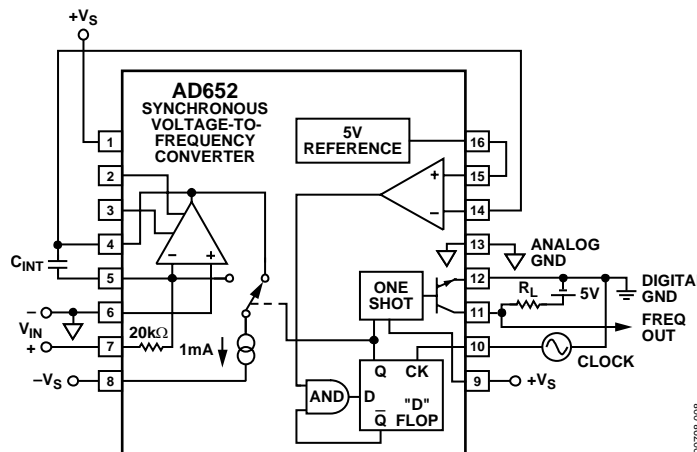 +VS
AD652
SYNCHRONOUS
VOLTAGE-TO-
FREQUENCY
CONVERTER
5V
REFERENCE
1
2
3
4
5
6
7
8
16
15
14
13
12
11
10
9
+
–
–
+
CINT
–
VIN
+
–VS
20kΩ
1mA
ANALOG
GND
ONE
SHOT
RL
5V
DIGITA
GND
FREQ
OUT
CLOCK
+VS
AND
Q
CK
D
"D"
FLOP
Q̅